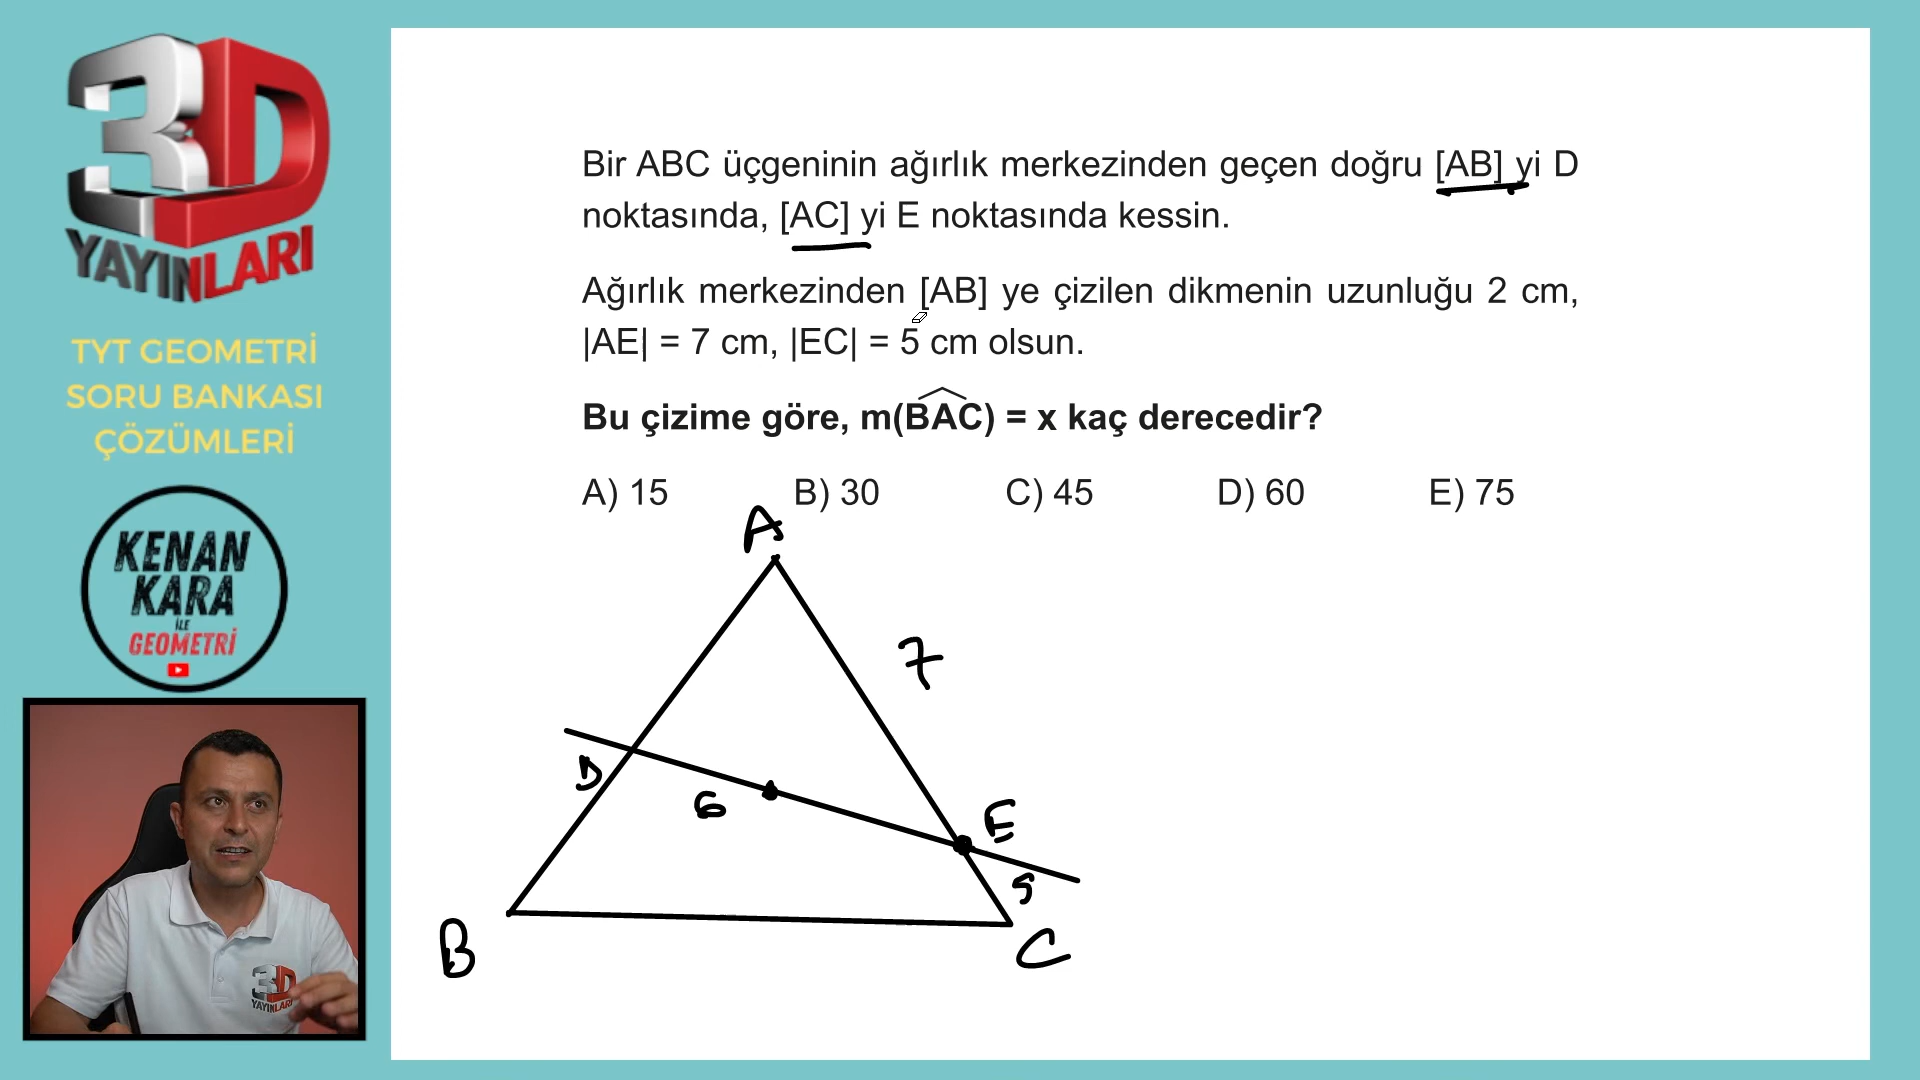 3D
YAYINLARI
TYT GEOMETRİ
SORU BANKASI
ÇÖZÜMLERİ
KENAN
KARA
İLE
GEOMETRİ
3D
YAYINLARI
Bir ABC üçgeninin ağırlık merkezinden geçen doğru [AB] yi D
noktasında, [AC] yi E noktasında kessin.
Ağırlık merkezinden [AB] ye çizilen dikmenin uzunluğu 2 cm,
|AE| = 7 cm, |EC| = 5 cm olsun.
Bu çizime göre, m(BAC) = x kaç derecedir?
A) 15 B) 30 C) 45 D) 60 E) 75
A
7
D
G
E
5
B
C